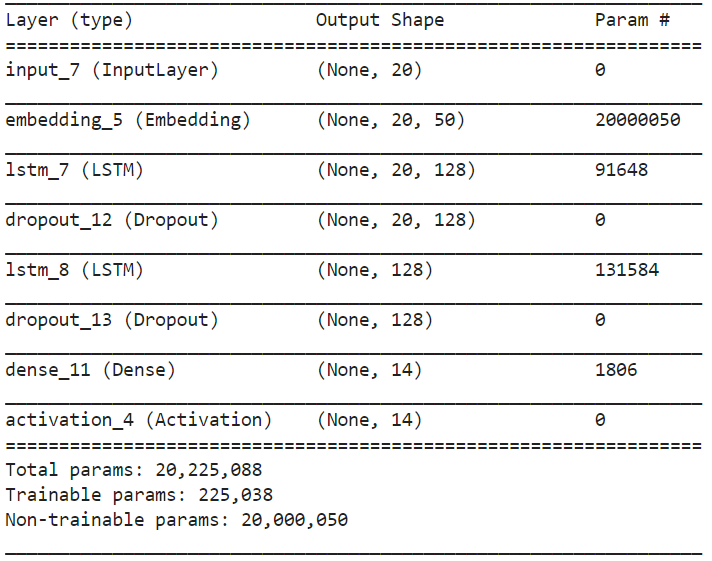 Layer (type)                 Output Shape              Param #
=================================================================
input_7 (InputLayer)         (None, 20)                0
_________________________________________________________________
embedding_5 (Embedding)      (None, 20, 50)            20000050
_________________________________________________________________
lstm_7 (LSTM)                (None, 20, 128)           91648
_________________________________________________________________
dropout_12 (Dropout)         (None, 20, 128)           0
_________________________________________________________________
lstm_8 (LSTM)                (None, 128)               131584
_________________________________________________________________
dropout_13 (Dropout)         (None, 128)               0
_________________________________________________________________
dense_11 (Dense)             (None, 14)                1806
_________________________________________________________________
activation_4 (Activation)    (None, 14)                0
=================================================================
Total params: 20,225,088
Trainable params: 225,038
Non-trainable params: 20,000,050
_________________________________________________________________